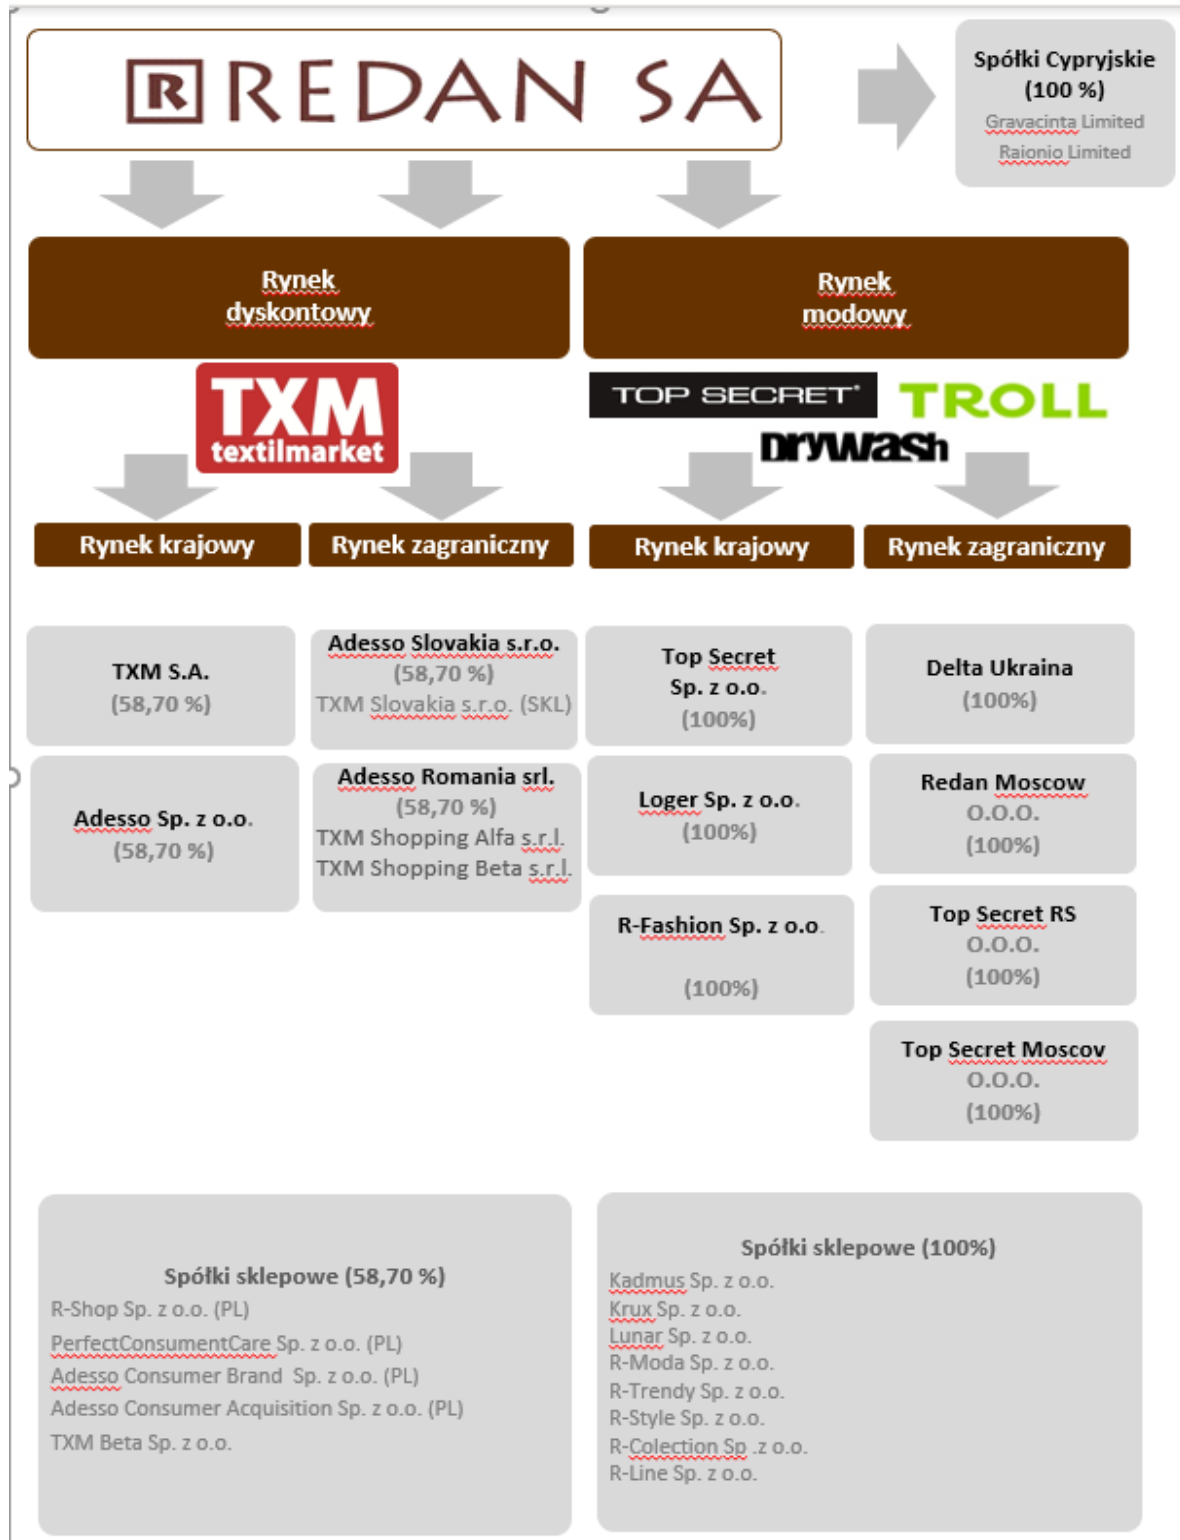 R REDAN SA
Spółki Cypryjskie
(100 %)
Gravacinta Limited
Raionio Limited
Rynek
dyskontowy
Rynek
modowy
TXM
textilmarket
TOP SECRET®
TROLL
DRYWASH
Rynek krajowy
Rynek zagraniczny
Rynek krajowy
Rynek zagraniczny
TXM S.A.
(58,70 %)
Adesso Slovakia s.r.o.
(58,70 %)
TXM Slovakia s.r.o. (SKL)
Top Secret
Sp. z o.o.
(100%)
Delta Ukraina
(100%)
Adesso Sp. z o.o.
(58,70 %)
Adesso Romania srl.
(58,70 %)
TXM Shopping Alfa s.r.l.
TXM Shopping Beta s.r.l.
Loger Sp. z o.o.
(100%)
Redan Moscow
O.O.O.
(100%)
R-Fashion Sp. z o.o.
(100%)
Top Secret RS
O.O.O.
(100%)
Top Secret Moscov
O.O.O.
(100%)
Spółki sklepowe (58,70 %)
R-Shop Sp. z o.o. (PL)
PerfectConsumentCare Sp. z o.o. (PL)
Adesso Consumer Brand  Sp. z o.o. (PL)
Adesso Consumer Acquisition Sp. z o.o. (PL)
TXM Beta Sp. z o.o.
Spółki sklepowe (100%)
Kadmus Sp. z o.o.
Krux Sp. z o.o.
Lunar Sp. z o.o.
R-Moda Sp. z o.o.
R-Trendy Sp. z o.o.
R-Style Sp. z o.o.
R-Colection Sp .z o.o.
R-Line Sp. z o.o.